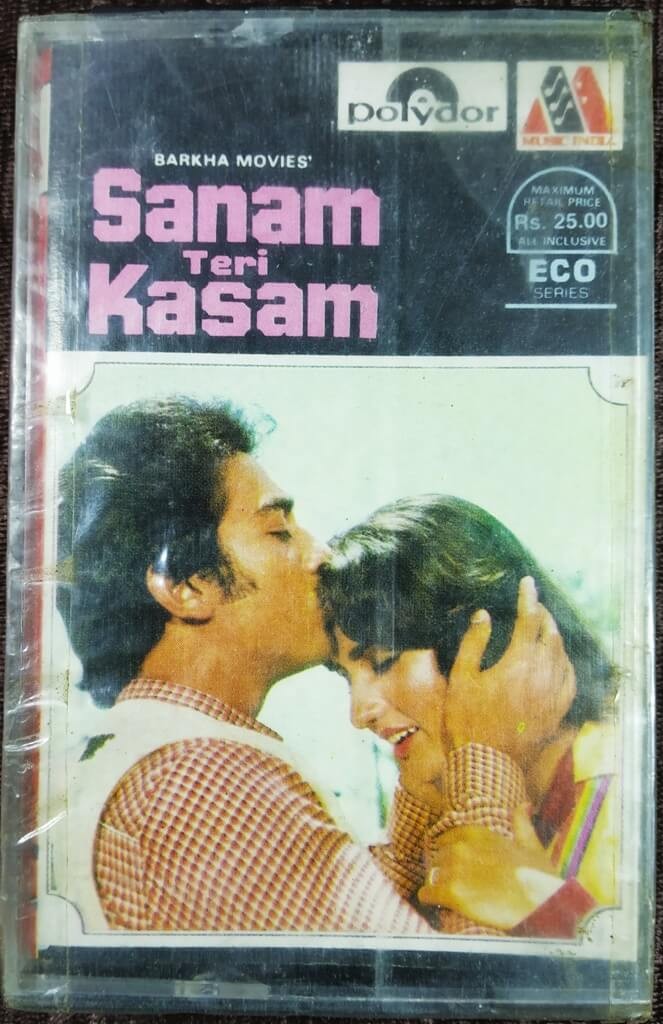 polydor
MUSIC INDIA
BARKHA MOVIES'
Sanam
Teri
Kasam
MAXIMUM
RETAIL PRICE
Rs. 25.00
ALL INCLUSIVE
ECO
SERIES